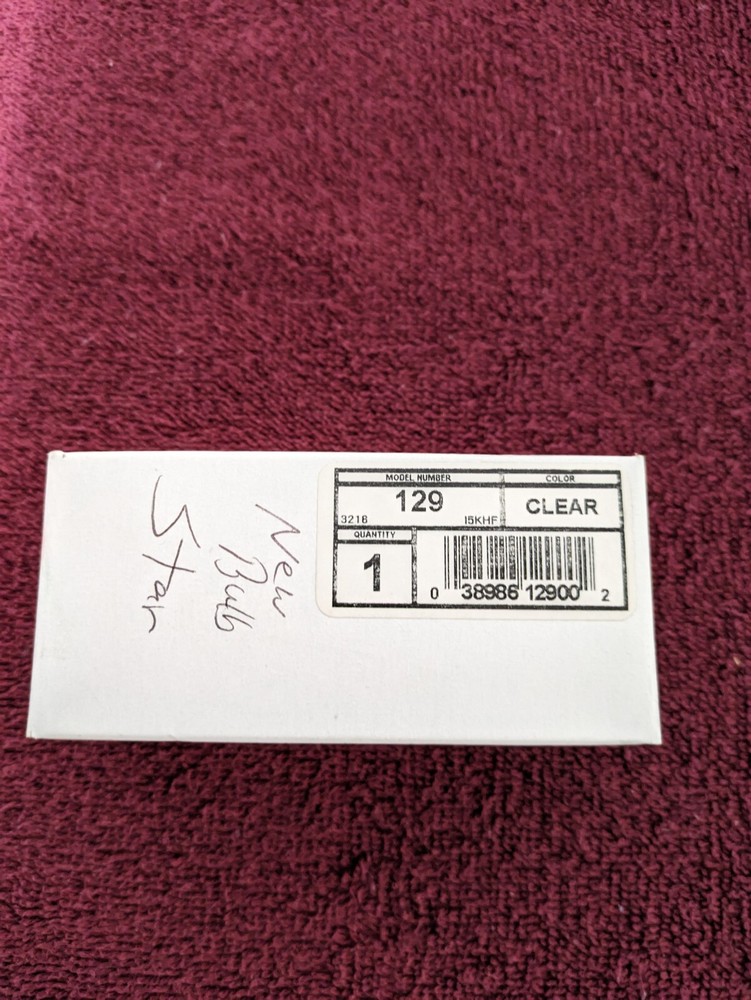 New
Bulb
Star
MODEL NUMBER
COLOR
129
CLEAR
3216
I5KHF
QUANTITY
1
0 38986 12900 2